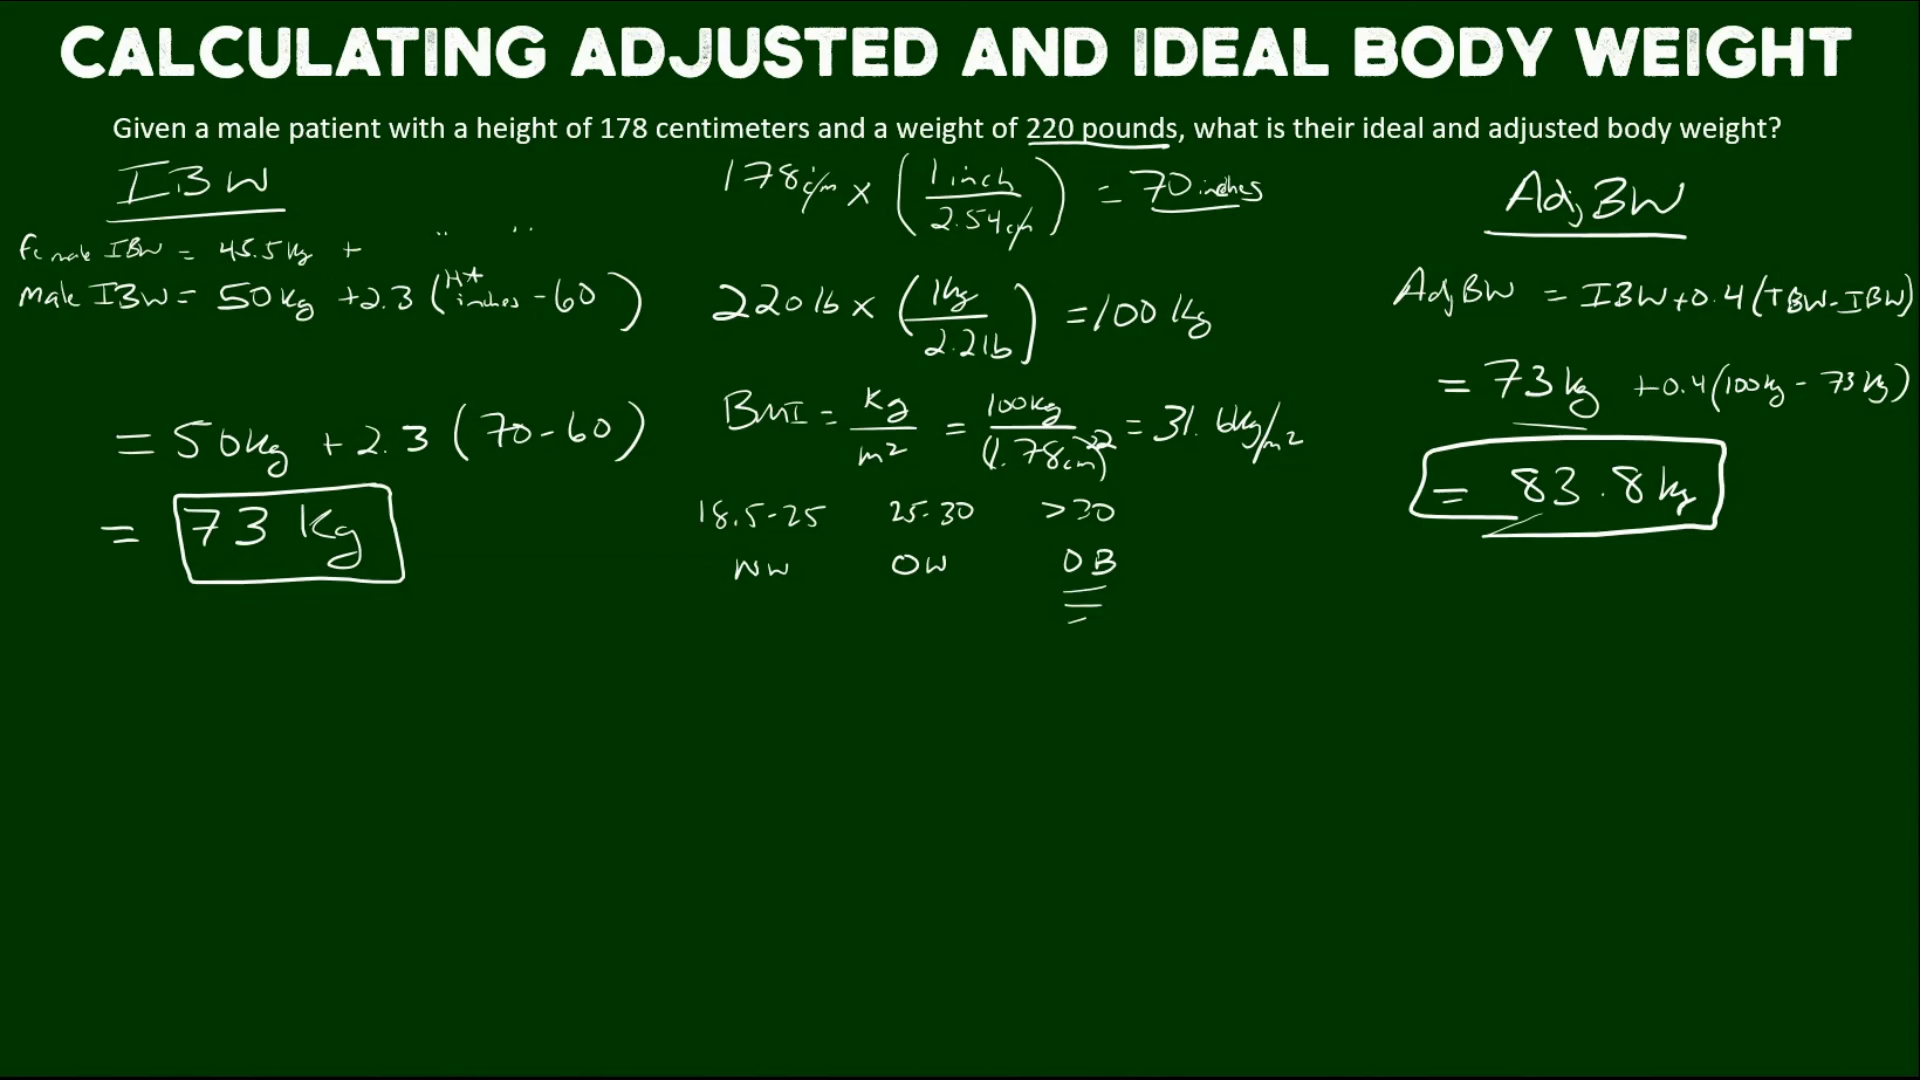 CALCULATING ADJUSTED AND IDEAL BODY WEIGHT
Given a male patient with a height of 178 centimeters and a weight of 220 pounds, what is their ideal and adjusted body weight?
IBW
Female IBW = 45.5 kg + " "
Male IBW = 50 kg + 2.3 (Ht inches - 60)
= 50 kg + 2.3 (70 - 60)
= 73 kg
178 cm x (1 inch / 2.54 cm) = 70 inches
220 lb x (1 kg / 2.2 lb) = 100 kg
BMI = kg / m² = 100 kg / (1.78 cm)² = 31.6 kg/m²
18.5-25 25-30 >30
NW OW OB
Adj BW
Adj BW = IBW + 0.4 (TBW - IBW)
= 73 kg + 0.4 (100 kg - 73 kg)
= 83.8 kg